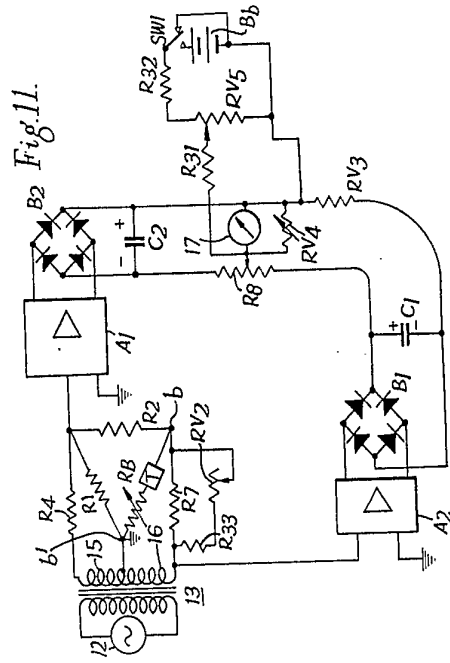 Fig. 11.
SW1
Bb
R32
RV5
R31
B2
+
-
C2
17
RV4
RV3
R8
A1
+
-
C1
B1
A2
R4
R2
R1
b
RB
T
b1
15
16
R7
RV2
R33
13
12